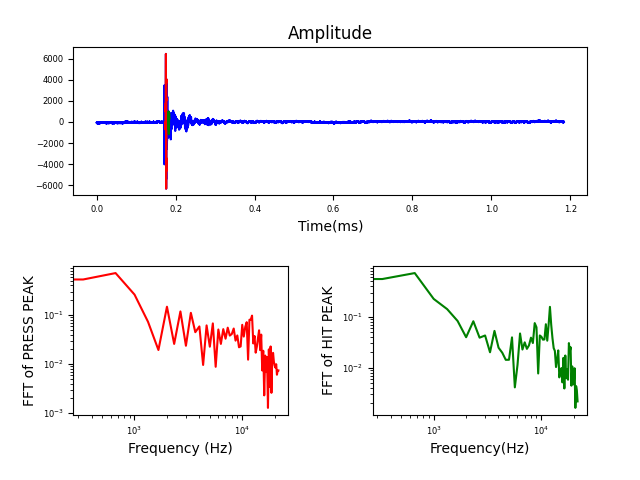 Amplitude
6000
4000
2000
0
−2000
−4000
−6000
0.0 0.2 0.4 0.6 0.8 1.0 1.2
Time(ms)
FFT of PRESS PEAK
10⁻¹
10⁻²
10⁻³
10³ 10⁴
Frequency (Hz)
FFT of HIT PEAK
10⁻¹
10⁻²
10³ 10⁴
Frequency(Hz)